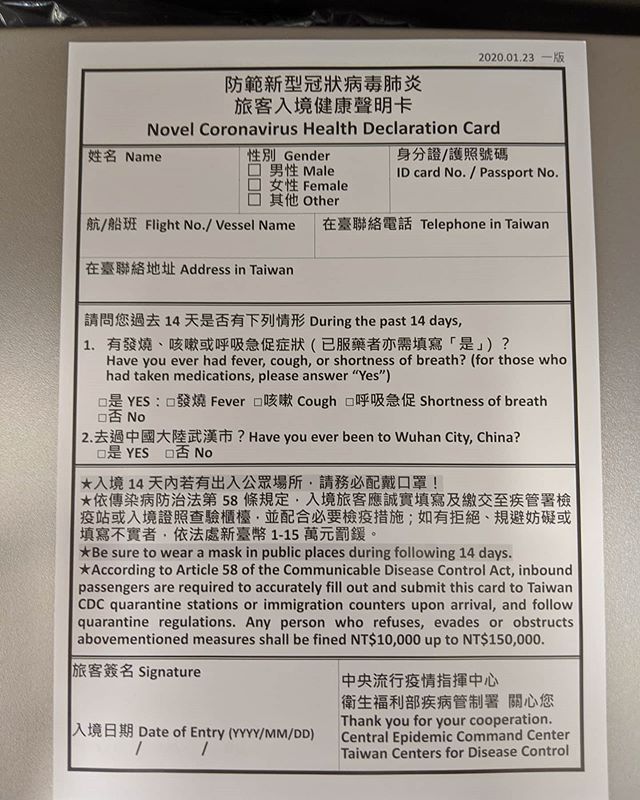 2020.01.23 一版
防範新型冠狀病毒肺炎
旅客入境健康聲明卡
Novel Coronavirus Health Declaration Card
姓名 Name
性別 Gender
□ 男性 Male
□ 女性 Female
□ 其他 Other
身分證/護照號碼
ID card No. / Passport No.
航/船班 Flight No./ Vessel Name
在臺聯絡電話 Telephone in Taiwan
在臺聯絡地址 Address in Taiwan
請問您過去 14 天是否有下列情形 During the past 14 days,
1. 有發燒、咳嗽或呼吸急促症狀（已服藥者亦需填寫「是」）？
Have you ever had fever, cough, or shortness of breath? (for those who
had taken medications, please answer “Yes”)
□是 YES：□發燒 Fever □咳嗽 Cough □呼吸急促 Shortness of breath
□否 No
2.去過中國大陸武漢市？Have you ever been to Wuhan City, China?
□是 YES □否 No
★入境 14 天內若有出入公眾場所，請務必配戴口罩！
★依傳染病防治法第 58 條規定，入境旅客應誠實填寫及繳交至疾管署檢
疫站或入境證照查驗櫃檯，並配合必要檢疫措施；如有拒絕、規避妨礙或
填寫不實者，依法處新臺幣 1-15 萬元罰鍰。
★Be sure to wear a mask in public places during following 14 days.
★According to Article 58 of the Communicable Disease Control Act, inbound
passengers are required to accurately fill out and submit this card to Taiwan
CDC quarantine stations or immigration counters upon arrival, and follow
quarantine regulations. Any person who refuses, evades or obstructs
abovementioned measures shall be fined NT$10,000 up to NT$150,000.
旅客簽名 Signature
入境日期 Date of Entry (YYYY/MM/DD)
/ /
中央流行疫情指揮中心
衛生福利部疾病管制署 關心您
Thank you for your cooperation.
Central Epidemic Command Center
Taiwan Centers for Disease Control